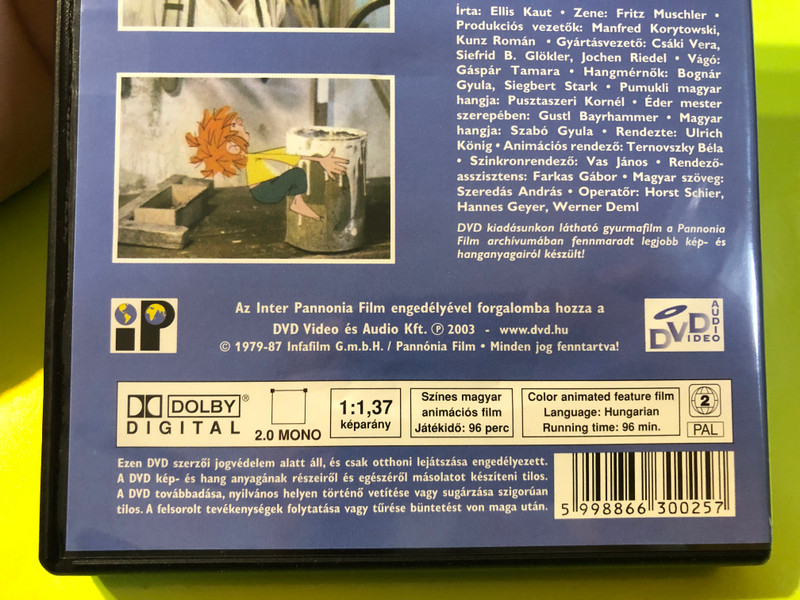 Írta: Ellis Kaut • Zene: Fritz Muschler •
Produkciós vezetők: Manfred Korytowski,
Kunz Román • Gyártásvezető: Csáki Vera,
Siefrid B. Glökler, Jochen Riedel • Vágó:
Gáspár Tamara • Hangmérnök: Bognár
Gyula, Siegbert Stark • Pumukli magyar
hangja: Pusztaszeri Kornél • Éder mester
szerepében: Gustl Bayrhammer • Magyar
hangja: Szabó Gyula • Rendezte: Ulrich
König • Animációs rendező: Ternovszky Béla
• Szinkronrendező: Vas János • Rendező-
asszisztens: Farkas Gábor • Magyar szöveg:
Szeredás András • Operatőr: Horst Schier,
Hannes Geyer, Werner Deml
DVD kiadásunkon látható gyurmafilm a Pannonia
Film archívumában fennmaradt legjobb kép- és
hanganyagairól készült!
iP
Az Inter Pannonia Film engedélyével forgalomba hozza a
DVD Video és Audio Kft. ℗ 2003 - www.dvd.hu
© 1979-87 Infafilm G.m.b.H. / Pannónia Film • Minden jog fenntartva!
DVD AUDIO VIDEO
DOLBY®
DIGITAL
2.0 MONO
1:1,37
képarány
Színes magyar
animációs film
Játékidő: 96 perc
Color animated feature film
Language: Hungarian
Running time: 96 min.
2
PAL
Ezen DVD szerzői jogvédelem alatt áll, és csak otthoni lejátszása engedélyezett.
A DVD kép- és hang anyagának részeiről és egészéről másolatot készíteni tilos.
A DVD továbbadása, nyilvános helyen történő vetítése vagy sugárzása szigorúan
tilos. A felsorolt tevékenységek folytatása vagy tűrése büntetést von maga után.
5 998866 300257